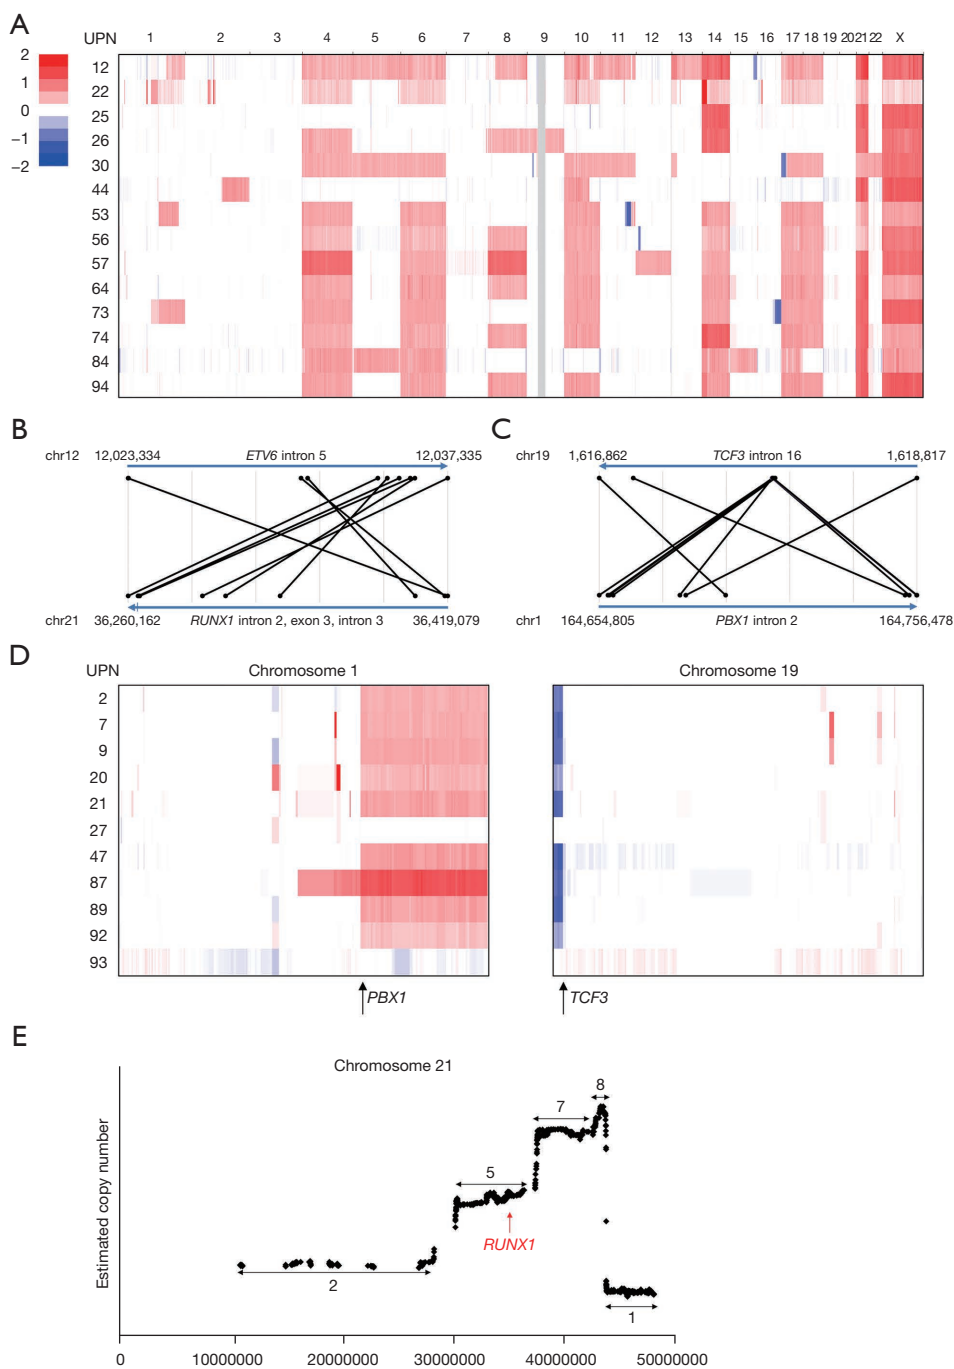 A
UPN 1 2 3 4 5 6 7 8 9 10 11 12 13 14 15 16 17 18 19 202122 X
2
1
0
−1
−2
12
22
25
26
30
44
53
56
57
64
73
74
84
94
B
chr12 12,023,334 ETV6 intron 5 12,037,335
chr21 36,260,162 RUNX1 intron 2, exon 3, intron 3 36,419,079
C
chr19 1,616,862 TCF3 intron 16 1,618,817
chr1 164,654,805 PBX1 intron 2 164,756,478
D
UPN Chromosome 1 Chromosome 19
2
7
9
20
21
27
47
87
89
92
93
PBX1 TCF3
E
Chromosome 21
Estimated copy number
8
7
5
RUNX1
2
1
0 10000000 20000000 30000000 40000000 50000000